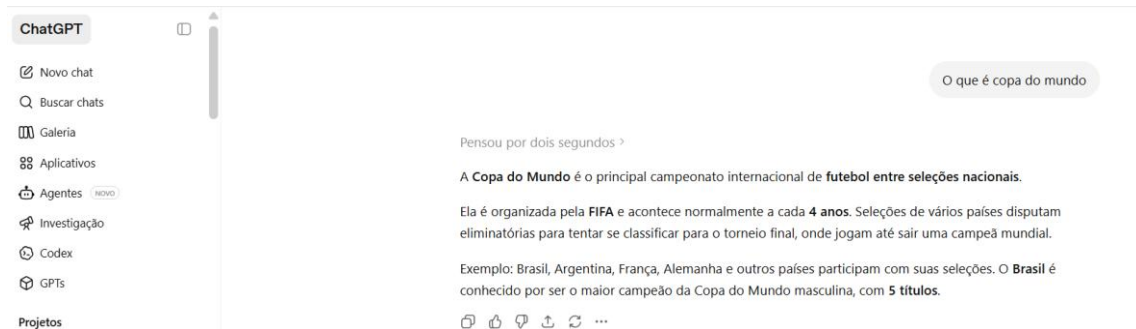 ChatGPT
Novo chat
Buscar chats
Galeria
Aplicativos
Agentes NOVO
Investigação
Codex
GPTs
Projetos
O que é copa do mundo
Pensou por dois segundos >
A Copa do Mundo é o principal campeonato internacional de futebol entre seleções nacionais.
Ela é organizada pela FIFA e acontece normalmente a cada 4 anos. Seleções de vários países disputam
eliminatórias para tentar se classificar para o torneio final, onde jogam até sair uma campeã mundial.
Exemplo: Brasil, Argentina, França, Alemanha e outros países participam com suas seleções. O Brasil é
conhecido por ser o maior campeão da Copa do Mundo masculina, com 5 títulos.